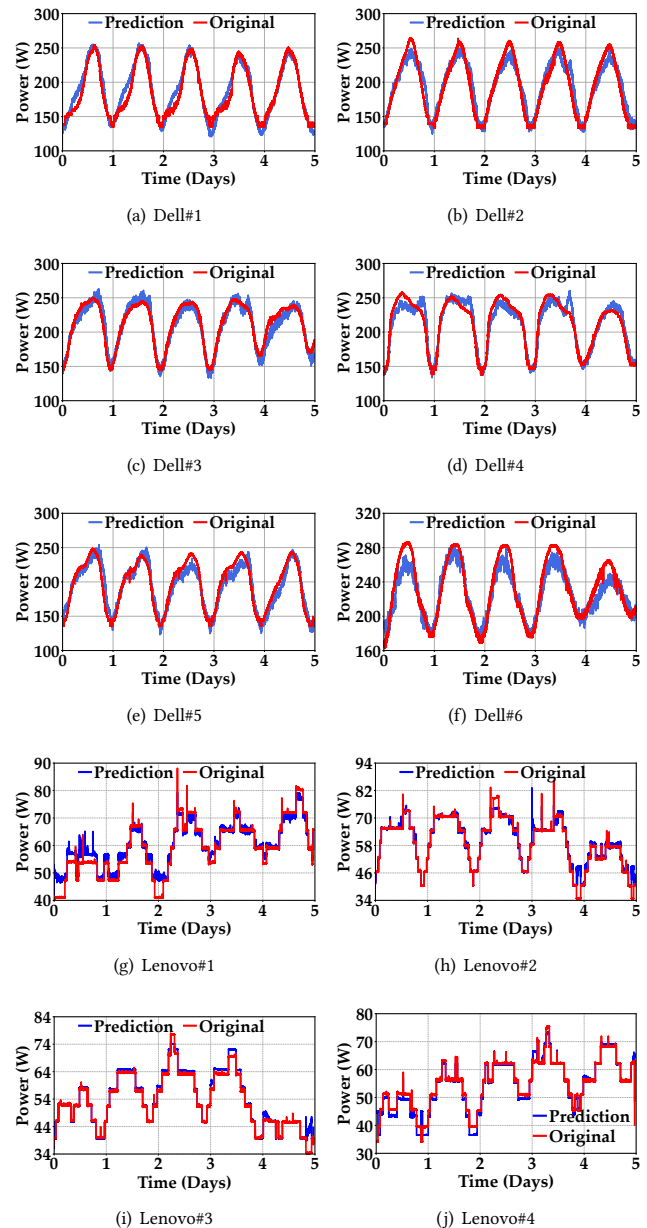 Prediction Original
Power (W)
300
250
200
150
100
0 1 2 3 4 5
Time (Days)
(a) Dell#1
Prediction Original
Power (W)
300
250
200
150
100
0 1 2 3 4 5
Time (Days)
(b) Dell#2
Prediction Original
Power (W)
300
250
200
150
100
0 1 2 3 4 5
Time (Days)
(c) Dell#3
Prediction Original
Power (W)
300
250
200
150
100
0 1 2 3 4 5
Time (Days)
(d) Dell#4
Prediction Original
Power (W)
300
250
200
150
100
0 1 2 3 4 5
Time (Days)
(e) Dell#5
Prediction Original
Power (W)
320
280
240
200
160
0 1 2 3 4 5
Time (Days)
(f) Dell#6
Prediction Original
Power (W)
90
80
70
60
50
40
0 1 2 3 4 5
Time (Days)
(g) Lenovo#1
Prediction Original
Power (W)
94
82
70
58
46
34
0 1 2 3 4 5
Time (Days)
(h) Lenovo#2
Prediction Original
Power (W)
84
74
64
54
44
34
0 1 2 3 4 5
Time (Days)
(i) Lenovo#3
Power (W)
80
70
60
50
40
30
Prediction
Original
0 1 2 3 4 5
Time (Days)
(j) Lenovo#4